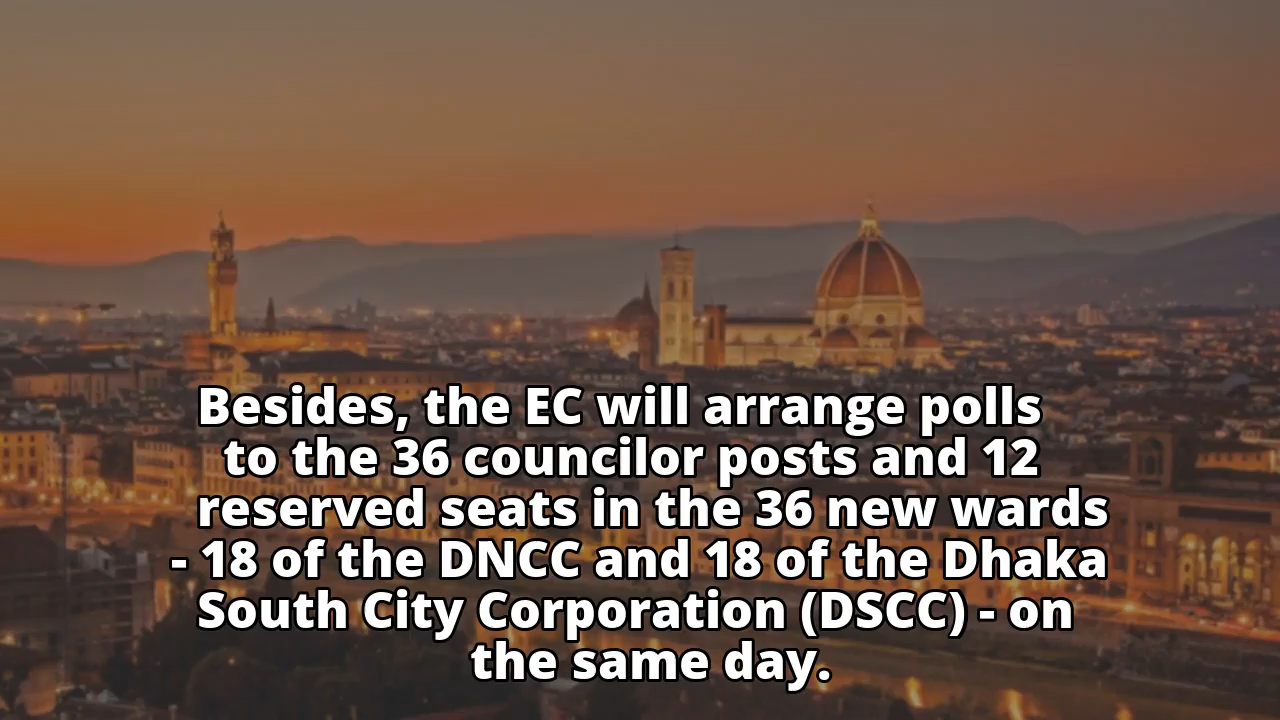 Besides, the EC will arrange polls
to the 36 councilor posts and 12
reserved seats in the 36 new wards
- 18 of the DNCC and 18 of the Dhaka
South City Corporation (DSCC) - on
the same day.